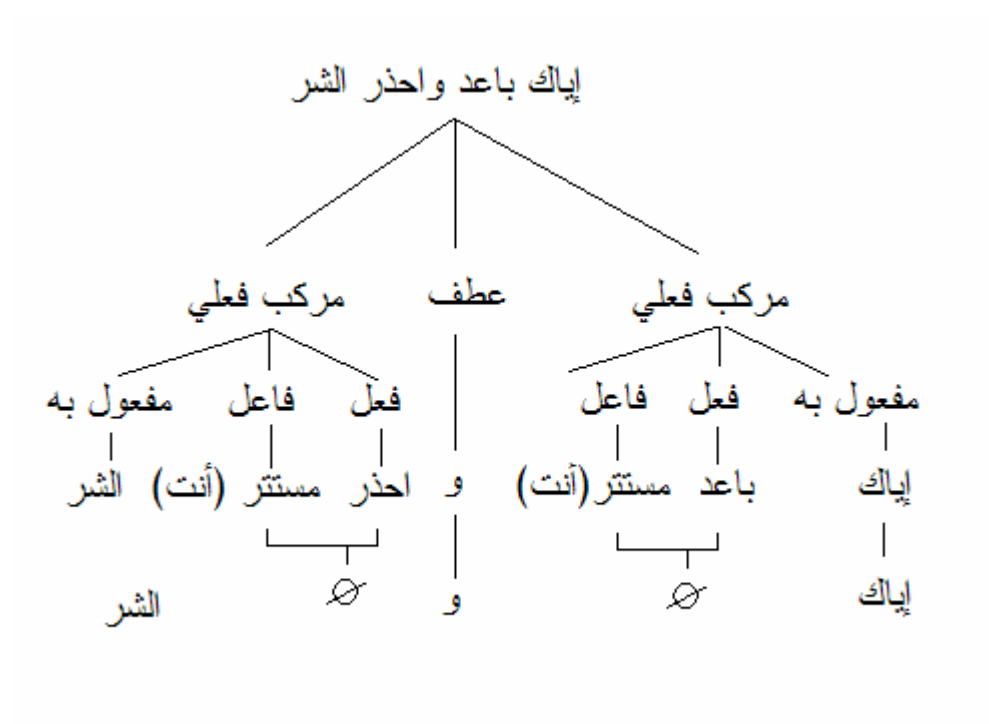 إياك باعد واحذر الشر
مركب فعلي عطف مركب فعلي
مفعول به فعل فاعل فعل فاعل مفعول به
إياك باعد مستتر(أنت) و احذر مستتر (أنت) الشر
إياك ∅ و ∅ الشر